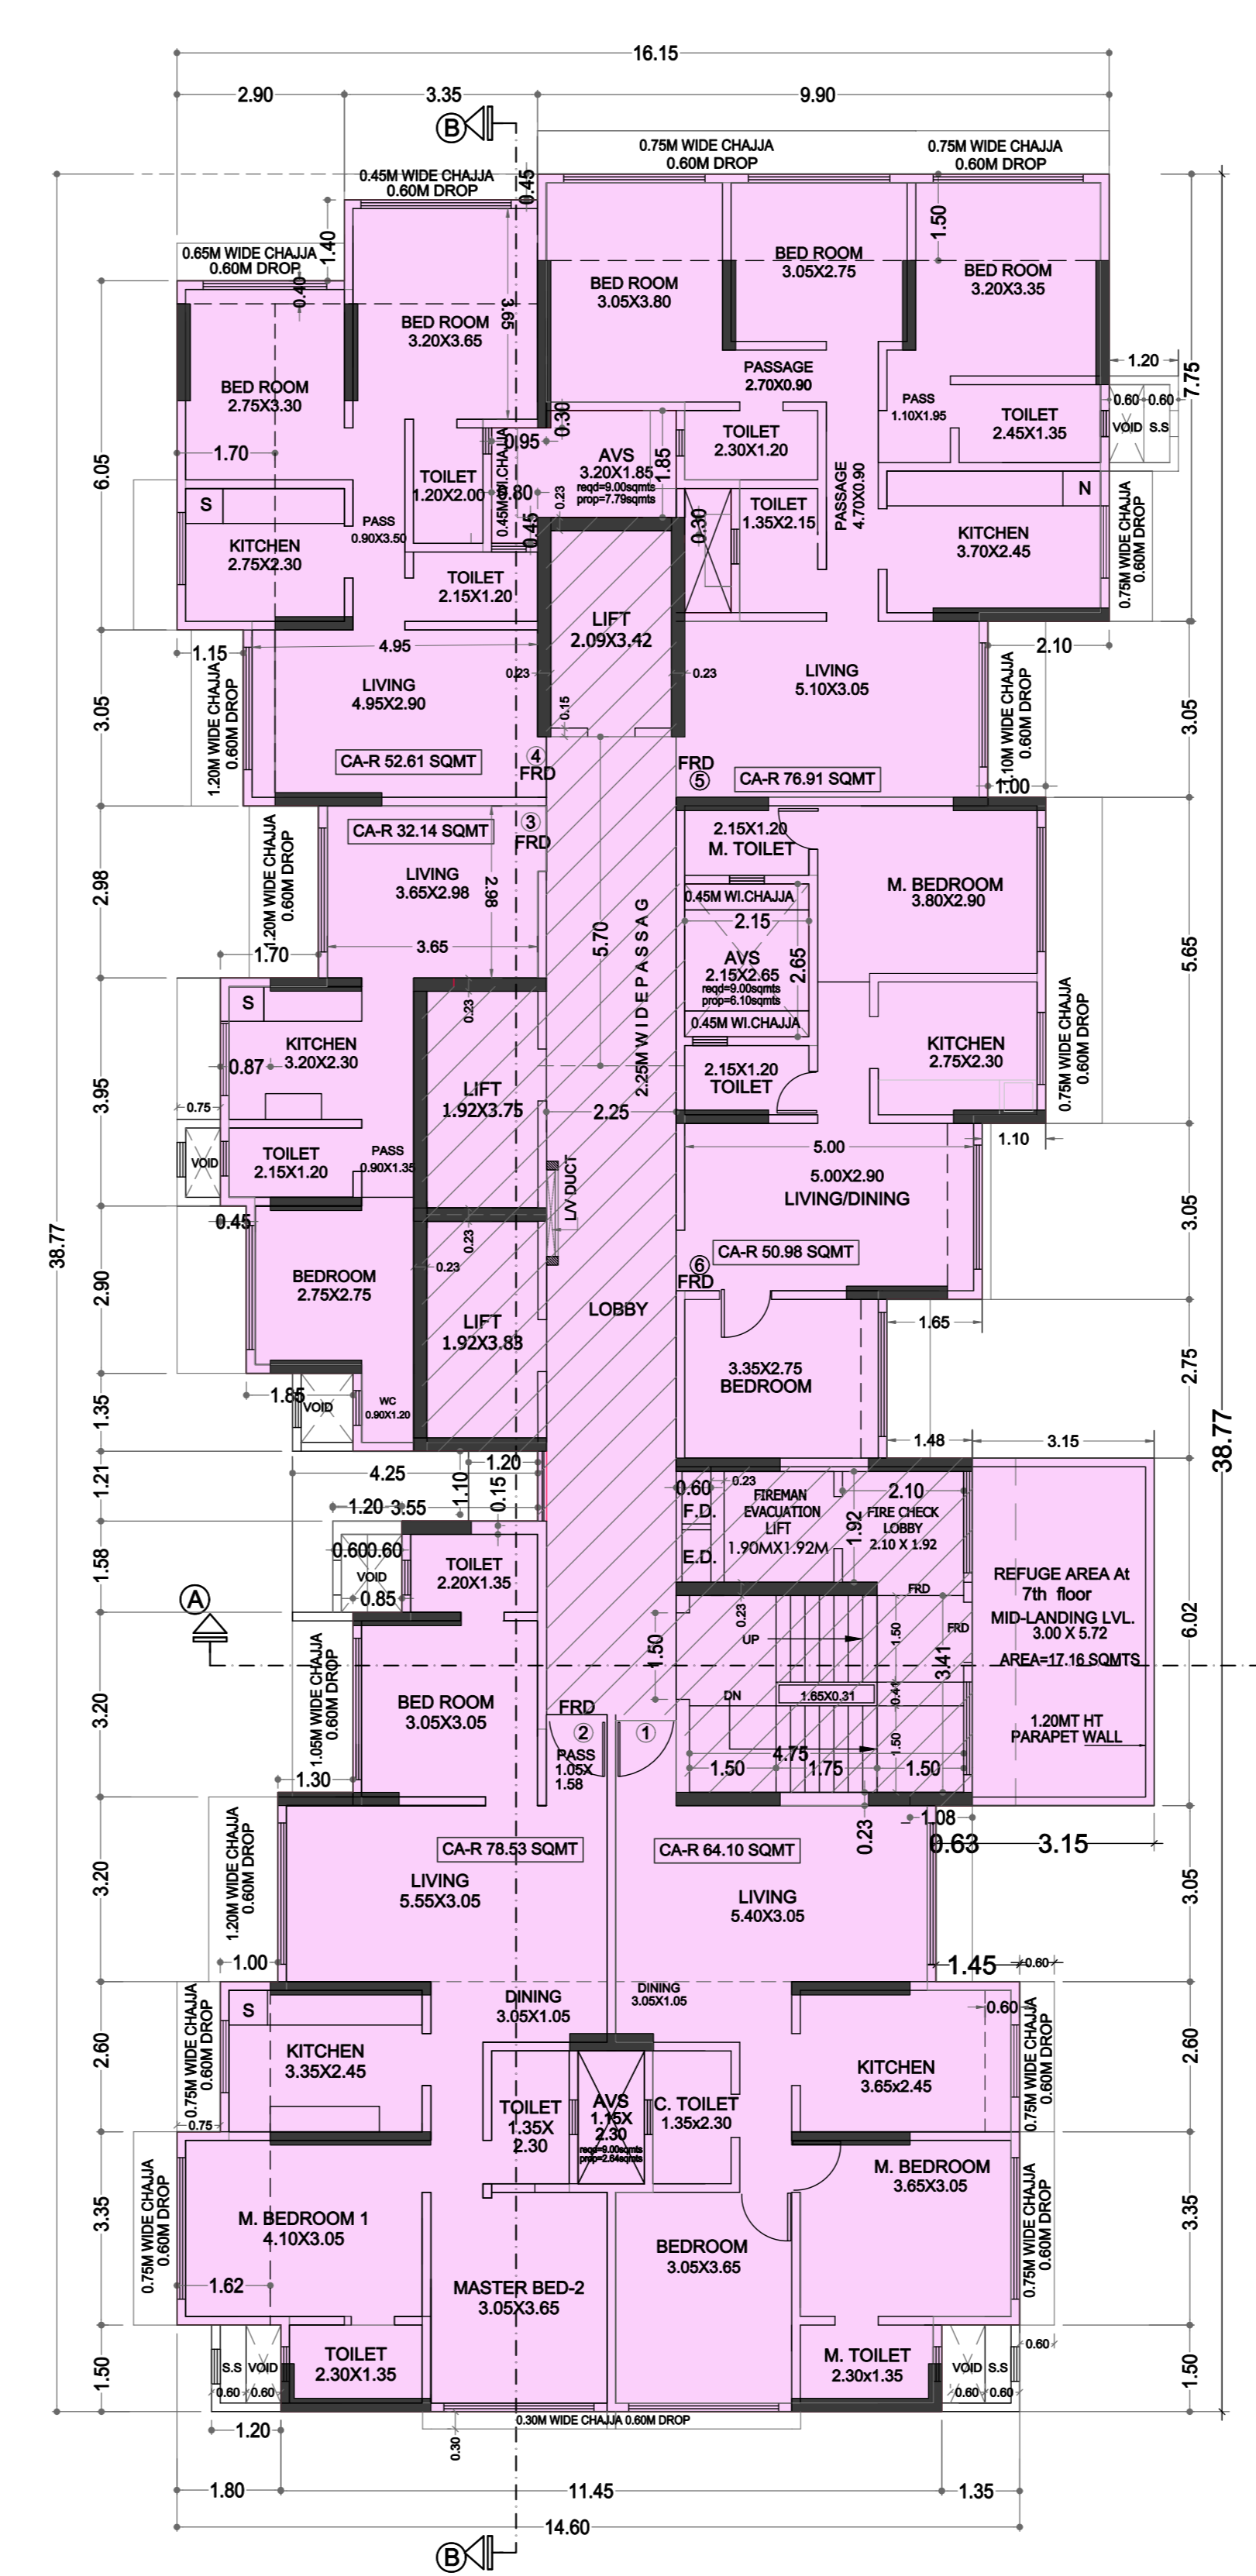 16.15
2.90
3.35
9.90
B
0.75M WIDE CHAJJA
0.60M DROP
0.75M WIDE CHAJJA
0.60M DROP
0.45M WIDE CHAJJA
0.60M DROP
0.45
1.50
1.40
0.65M WIDE CHAJJA
0.60M DROP
0.40
BED ROOM
3.05X3.80
BED ROOM
3.05X2.75
BED ROOM
3.20X3.35
BED ROOM
3.20X3.65
3.65
BED ROOM
2.75X3.30
PASSAGE
2.70X0.90
1.20
7.75
PASS
1.10X1.95
TOILET
2.45X1.35
0.60
0.60
VOID
S.S
0.30
0.95
AVS
3.20X1.85
reqd=9.00sqmts
prop=7.79sqmts
1.85
TOILET
2.30X1.20
1.70
6.05
TOILET
1.20X2.00
0.45M WI.CHAJJA
0.23
TOILET
1.35X2.15
0.30
PASSAGE
4.70X0.90
N
S
PASS
0.90X3.50
0.45
KITCHEN
2.75X2.30
KITCHEN
3.70X2.45
0.75M WIDE CHAJJA
0.60M DROP
TOILET
2.15X1.20
LIFT
2.09X3.42
4.95
1.15
2.10
0.23
0.23
LIVING
4.95X2.90
LIVING
5.10X3.05
1.20M WIDE CHAJJA
0.60M DROP
0.60M DROP
3.05
3.05
0.15
CA-R 52.61 SQMT
4
FRD
FRD
5
CA-R 76.91 SQMT
1.00
CA-R 32.14 SQMT
3
FRD
2.15X1.20
M. TOILET
LIVING
3.65X2.98
2.98
2.98
1.20M WIDE CHAJJA
0.60M DROP
M. BEDROOM
3.80X2.90
0.45M WI.CHAJJA
2.15
5.70
2.25M WIDE PASSAG
3.65
1.70
AVS
2.15X2.65
reqd=9.00sqmts
prop=6.10sqmts
2.65
0.45M WI.CHAJJA
5.65
S
0.23
KITCHEN
3.20X2.30
KITCHEN
2.75X2.30
0.87
2.15X1.20
TOILET
0.75M WIDE CHAJJA
0.60M DROP
3.95
0.75
LIFT
1.92X3.75
2.25
1.10
VOID
TOILET
2.15X1.20
PASS
0.90X1.35
5.00
5.00X2.90
LIVING/DINING
L/V DUCT
3.05
0.45
0.23
0.23
38.77
CA-R 50.98 SQMT
BEDROOM
2.75X2.75
2.90
6
FRD
LOBBY
LIFT
1.92X3.83
1.65
3.35X2.75
BEDROOM
2.75
1.85
VOID
WC
0.90X1.20
1.35
38.77
1.48
3.15
1.20
4.25
1.10
1.21
1.20
3.55
0.15
0.60
0.23
F.D.
E.D.
FIREMAN
EVACUATION
LIFT
1.90MX1.92M
1.92
2.10
FIRE CHECK
LOBBY
2.10 X 1.92
0.60
0.60
VOID
0.85
TOILET
2.20X1.35
1.58
FRD
REFUGE AREA At
7th floor
MID-LANDING LVL.
3.00 X 5.72
AREA=17.16 SQMTS
6.02
A
0.23
UP
1.50
1.50
3.41
FRD
1.05M WIDE CHAJJA
0.60M DROP
BED ROOM
3.05X3.05
3.20
DN
1.65X0.31
0.41
1.20MT HT
PARAPET WALL
FRD
2
PASS
1.05X
1.58
1
4.75
1.50
1.75
1.50
1.50
1.30
1.08
0.63
3.15
0.23
CA-R 78.53 SQMT
CA-R 64.10 SQMT
1.20M WIDE CHAJJA
0.60M DROP
LIVING
5.55X3.05
LIVING
5.40X3.05
3.20
3.05
1.00
1.45
0.60
DINING
3.05X1.05
DINING
3.05X1.05
S
0.60
0.75M WIDE CHAJJA
0.60M DROP
KITCHEN
3.35X2.45
KITCHEN
3.65x2.45
0.75M WIDE CHAJJA
0.60M DROP
2.60
2.60
TOILET
1.35X
2.30
AVS
1.15X
2.30
reqd=9.00sqmts
prop=2.64sqmts
C. TOILET
1.35x2.30
0.75
0.75M WIDE CHAJJA
0.60M DROP
M. BEDROOM
3.65X3.05
0.75M WIDE CHAJJA
0.60M DROP
M. BEDROOM 1
4.10X3.05
BEDROOM
3.05X3.65
3.35
3.35
1.62
MASTER BED-2
3.05X3.65
TOILET
2.30X1.35
M. TOILET
2.30x1.35
0.60
S.S
VOID
VOID
S.S
0.60
0.60
0.60
0.60
1.50
1.50
1.20
0.30M WIDE CHAJJA 0.60M DROP
0.30
1.80
11.45
1.35
14.60
B